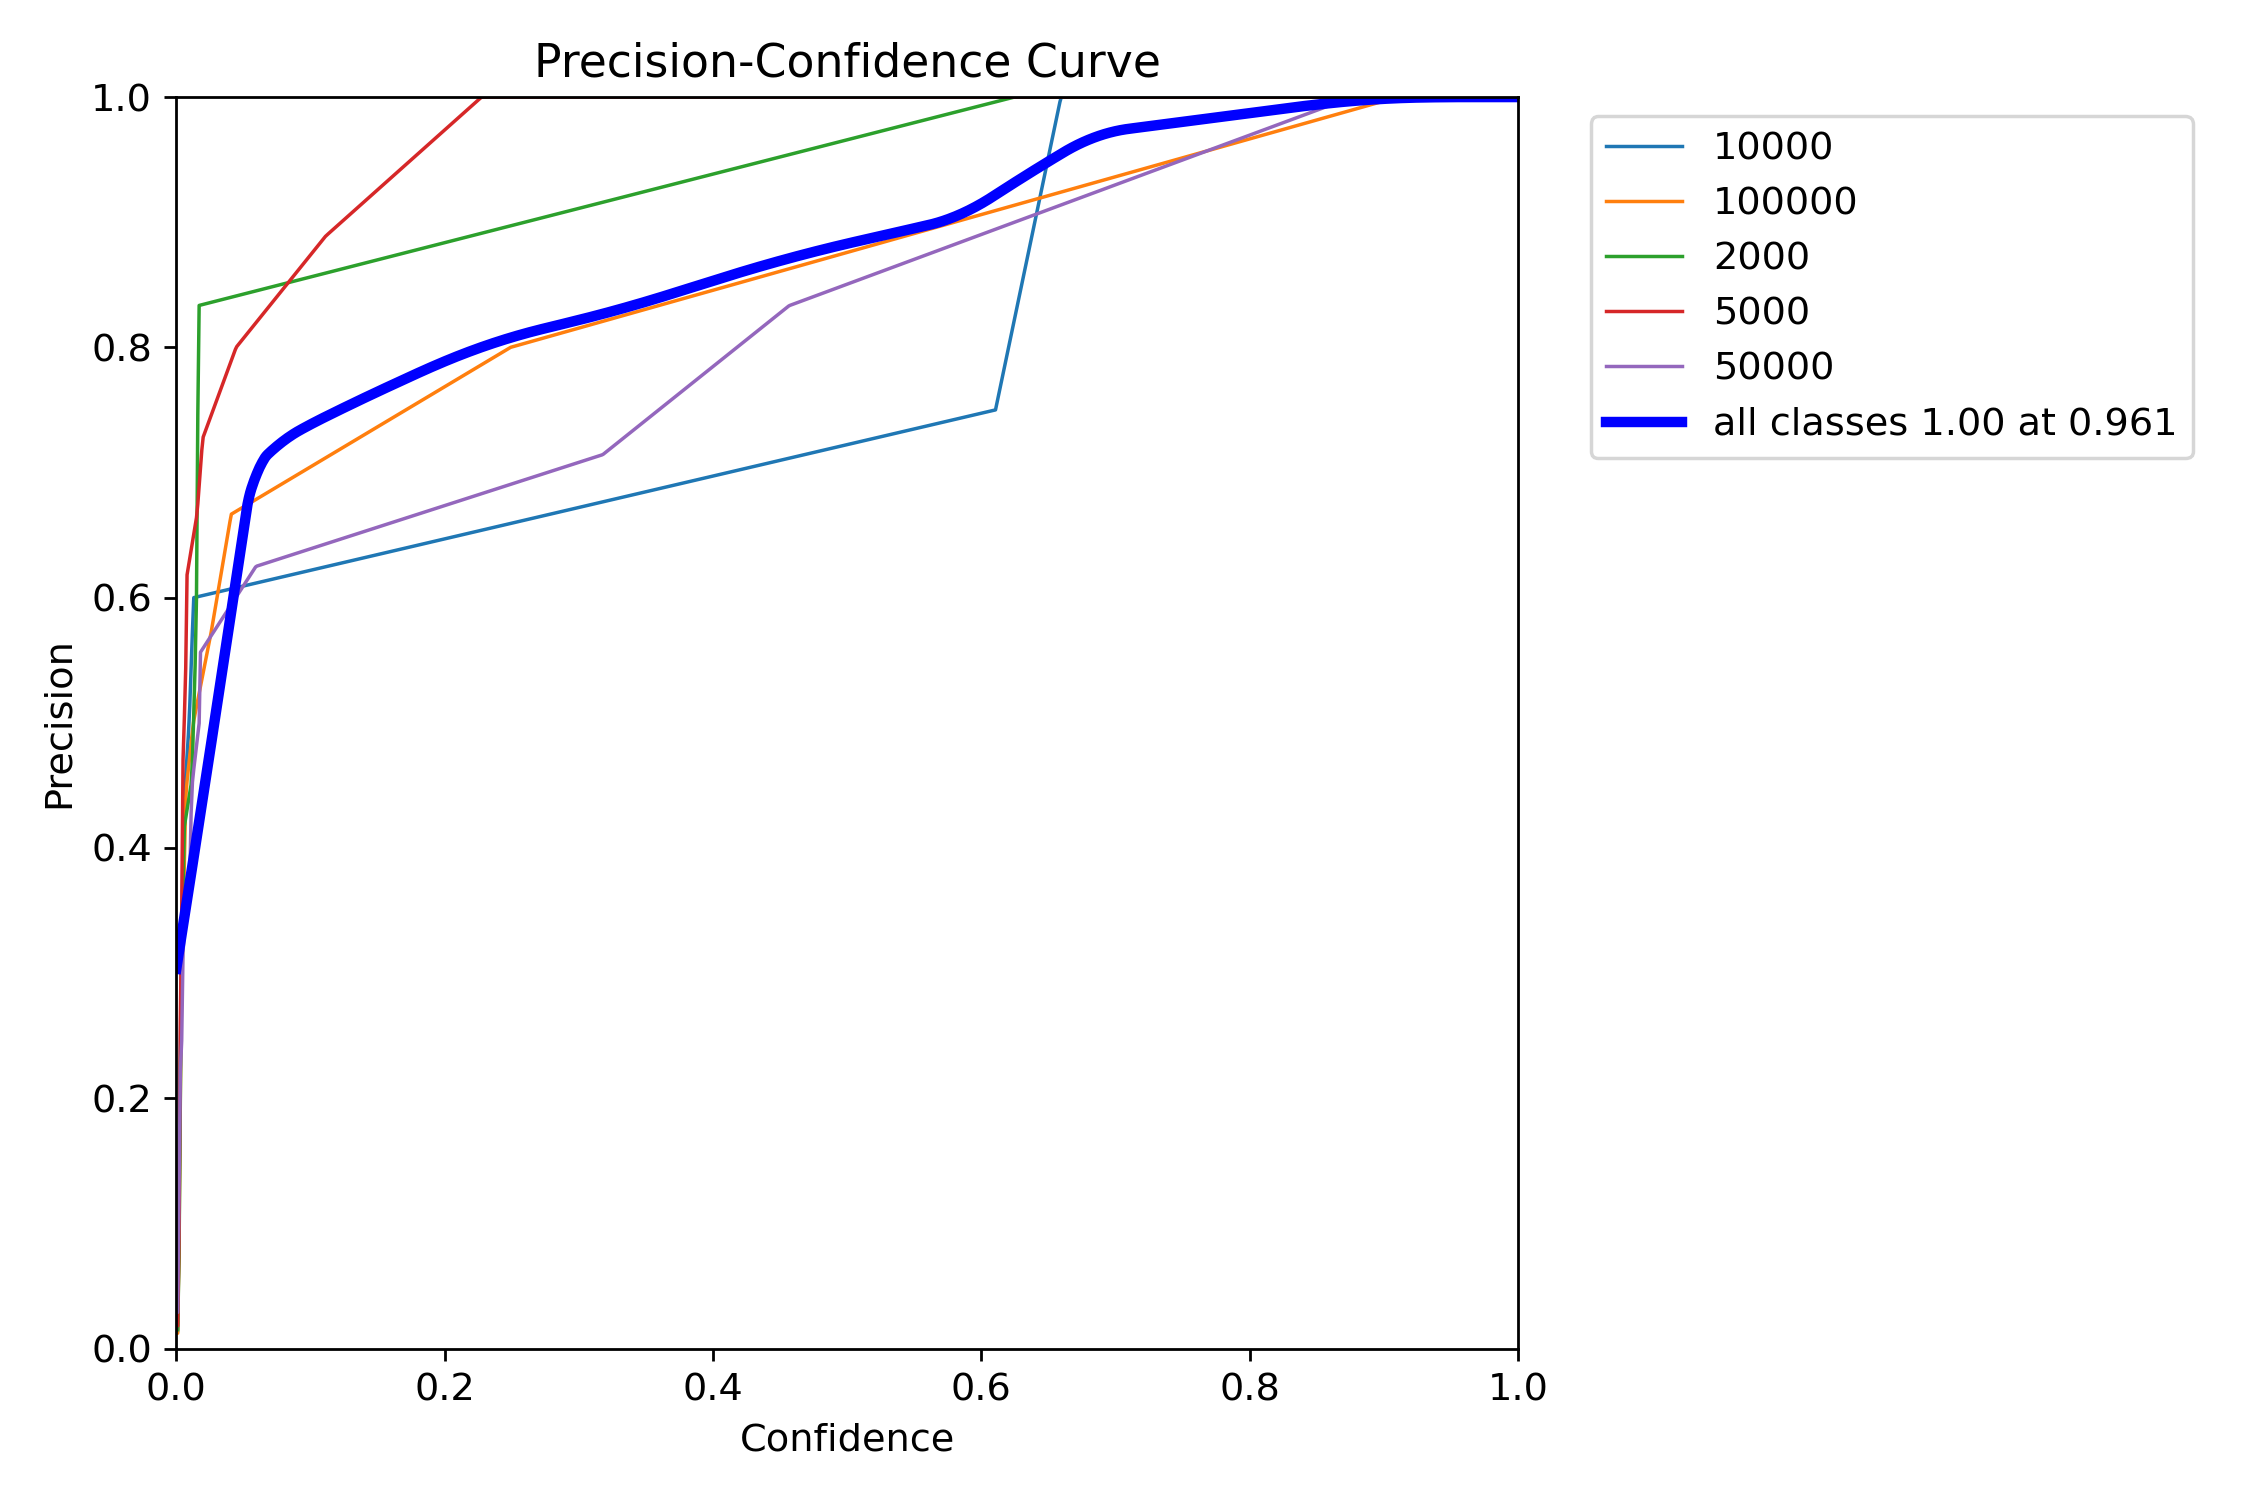 Precision-Confidence Curve
1.0
0.8
0.6
0.4
0.2
0.0
Precision
0.0 0.2 0.4 0.6 0.8 1.0
Confidence
10000
100000
2000
5000
50000
all classes 1.00 at 0.961